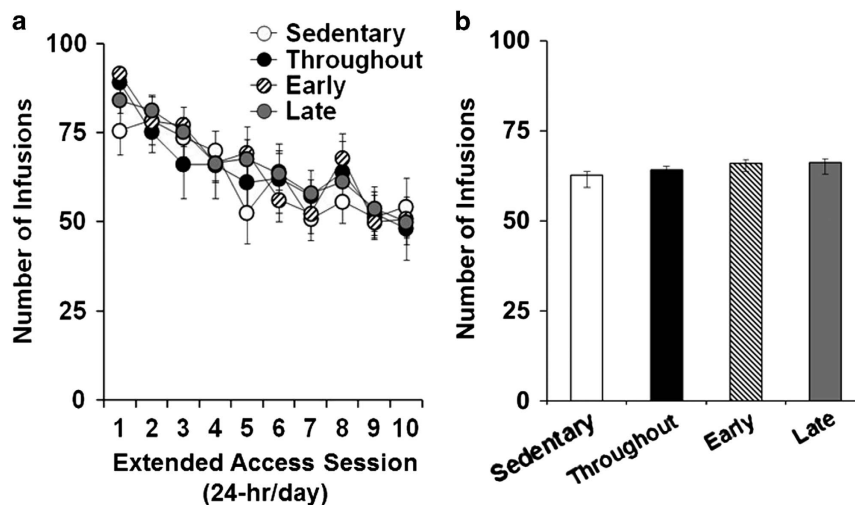 a
Number of Infusions
100
75
50
25
0
Sedentary
Throughout
Early
Late
1 2 3 4 5 6 7 8 9 10
Extended Access Session
(24-hr/day)
b
Number of Infusions
100
75
50
25
0
Sedentary
Throughout
Early
Late